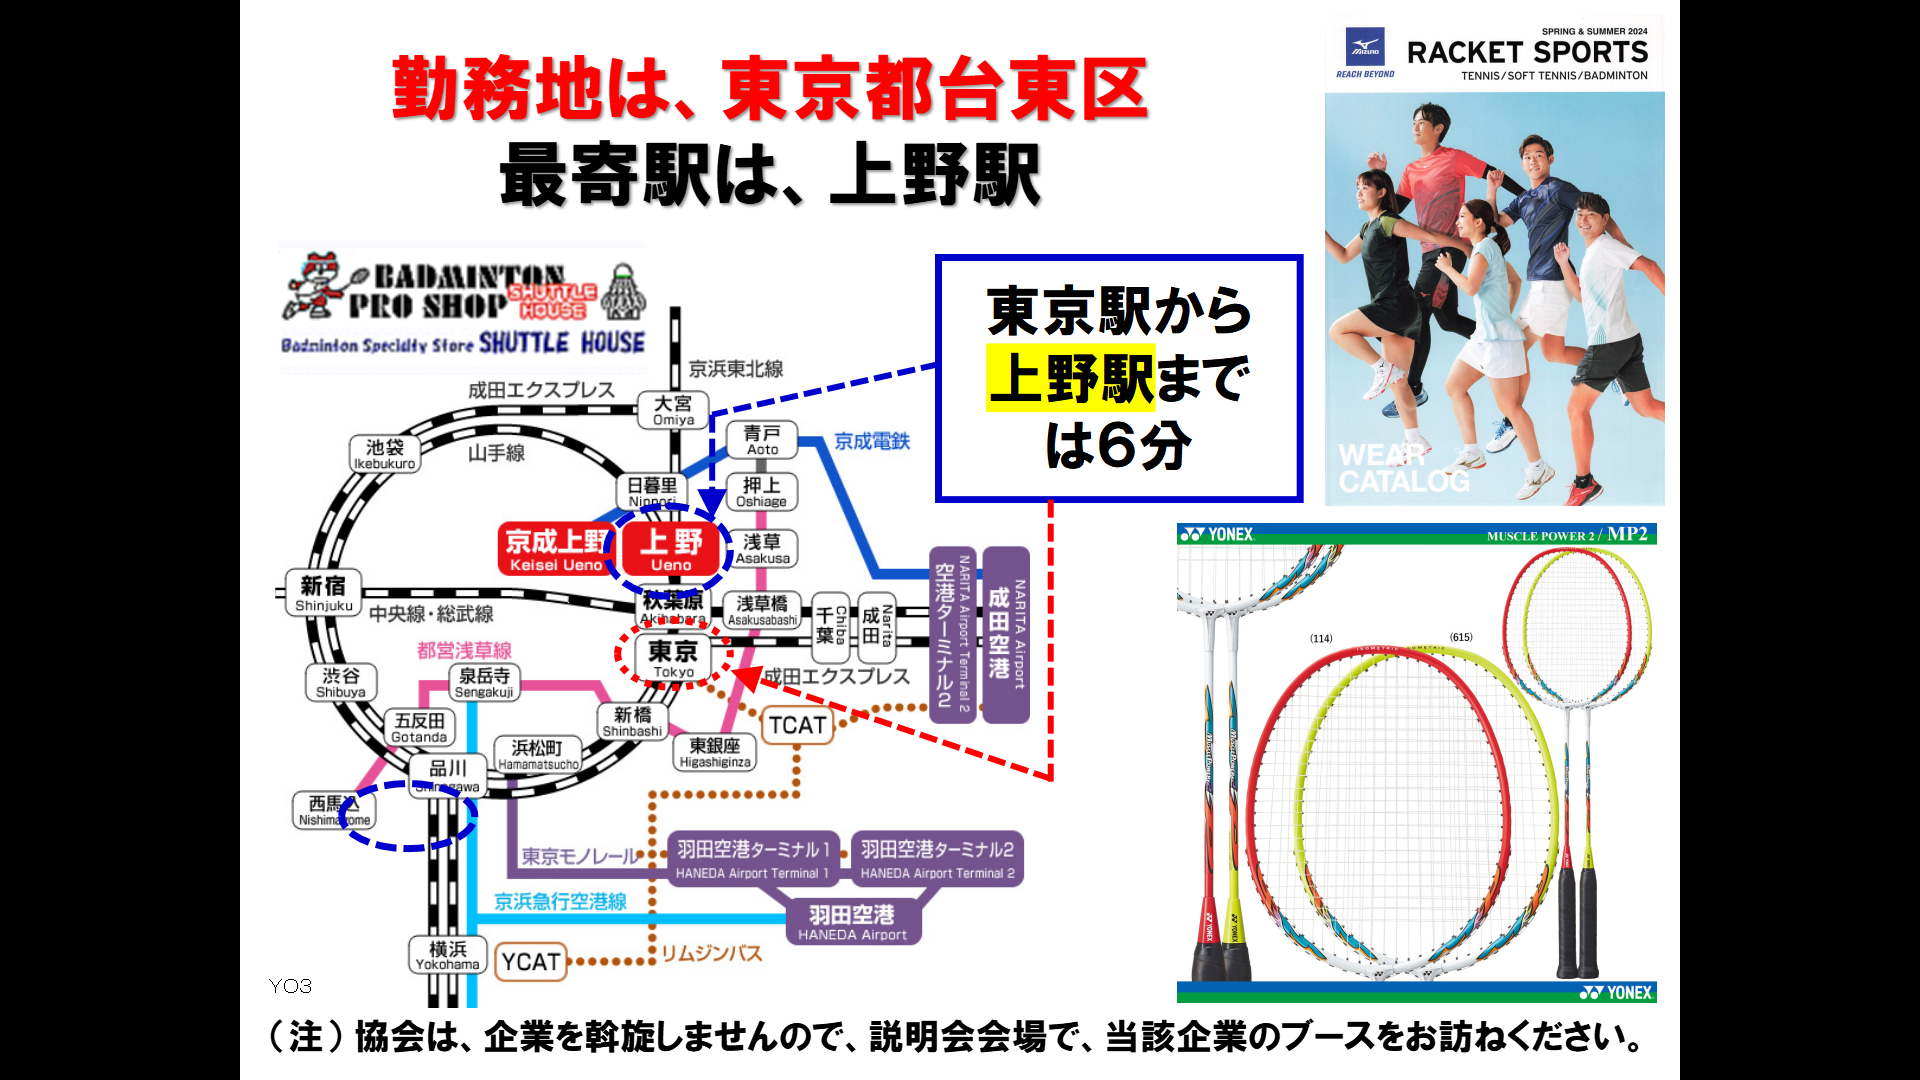 勤務地は、東京都台東区
最寄駅は、上野駅
SPRING & SUMMER 2024
MIZUNO
REACH BEYOND
RACKET SPORTS
TENNIS/SOFT TENNIS/BADMINTON
WEAR
CATALOG
BADMINTON
PRO SHOP SHUTTLE
HOUSE
Badminton Specialty Store SHUTTLE HOUSE
東京駅から
上野駅まで
は6分
京浜東北線
成田エクスプレス
大宮
Omiya
池袋
Ikebukuro
山手線
青戸
Aoto
京成電鉄
日暮里
Nippori
押上
Oshiage
京成上野
Keisei Ueno
上野
Ueno
浅草
Asakusa
新宿
Shinjuku
中央線・総武線
秋葉原
Akihabara
浅草橋
Asakusabashi
千葉
Chiba
成田
Narita
空港ターミナル2
NARITA Airport Terminal 2
成田空港
NARITA Airport
東京
Tokyo
成田エクスプレス
都営浅草線
泉岳寺
Sengakuji
渋谷
Shibuya
五反田
Gotanda
新橋
Shinbashi
TCAT
浜松町
Hamamatsucho
東銀座
Higashiginza
品川
Shinagawa
西馬込
Nishimagome
東京モノレール
羽田空港ターミナル1
HANEDA Airport Terminal 1
羽田空港ターミナル2
HANEDA Airport Terminal 2
京浜急行空港線
羽田空港
HANEDA Airport
横浜
Yokohama
YCAT
リムジンバス
YO3
YONEX
MUSCLE POWER 2 / MP2
(114)
(615)
ISOMETRIC
MUSCLE POWER
YONEX
YONEX
YONEX
(注)協会は、企業を斡旋しませんので、説明会会場で、当該企業のブースをお訪ねください。